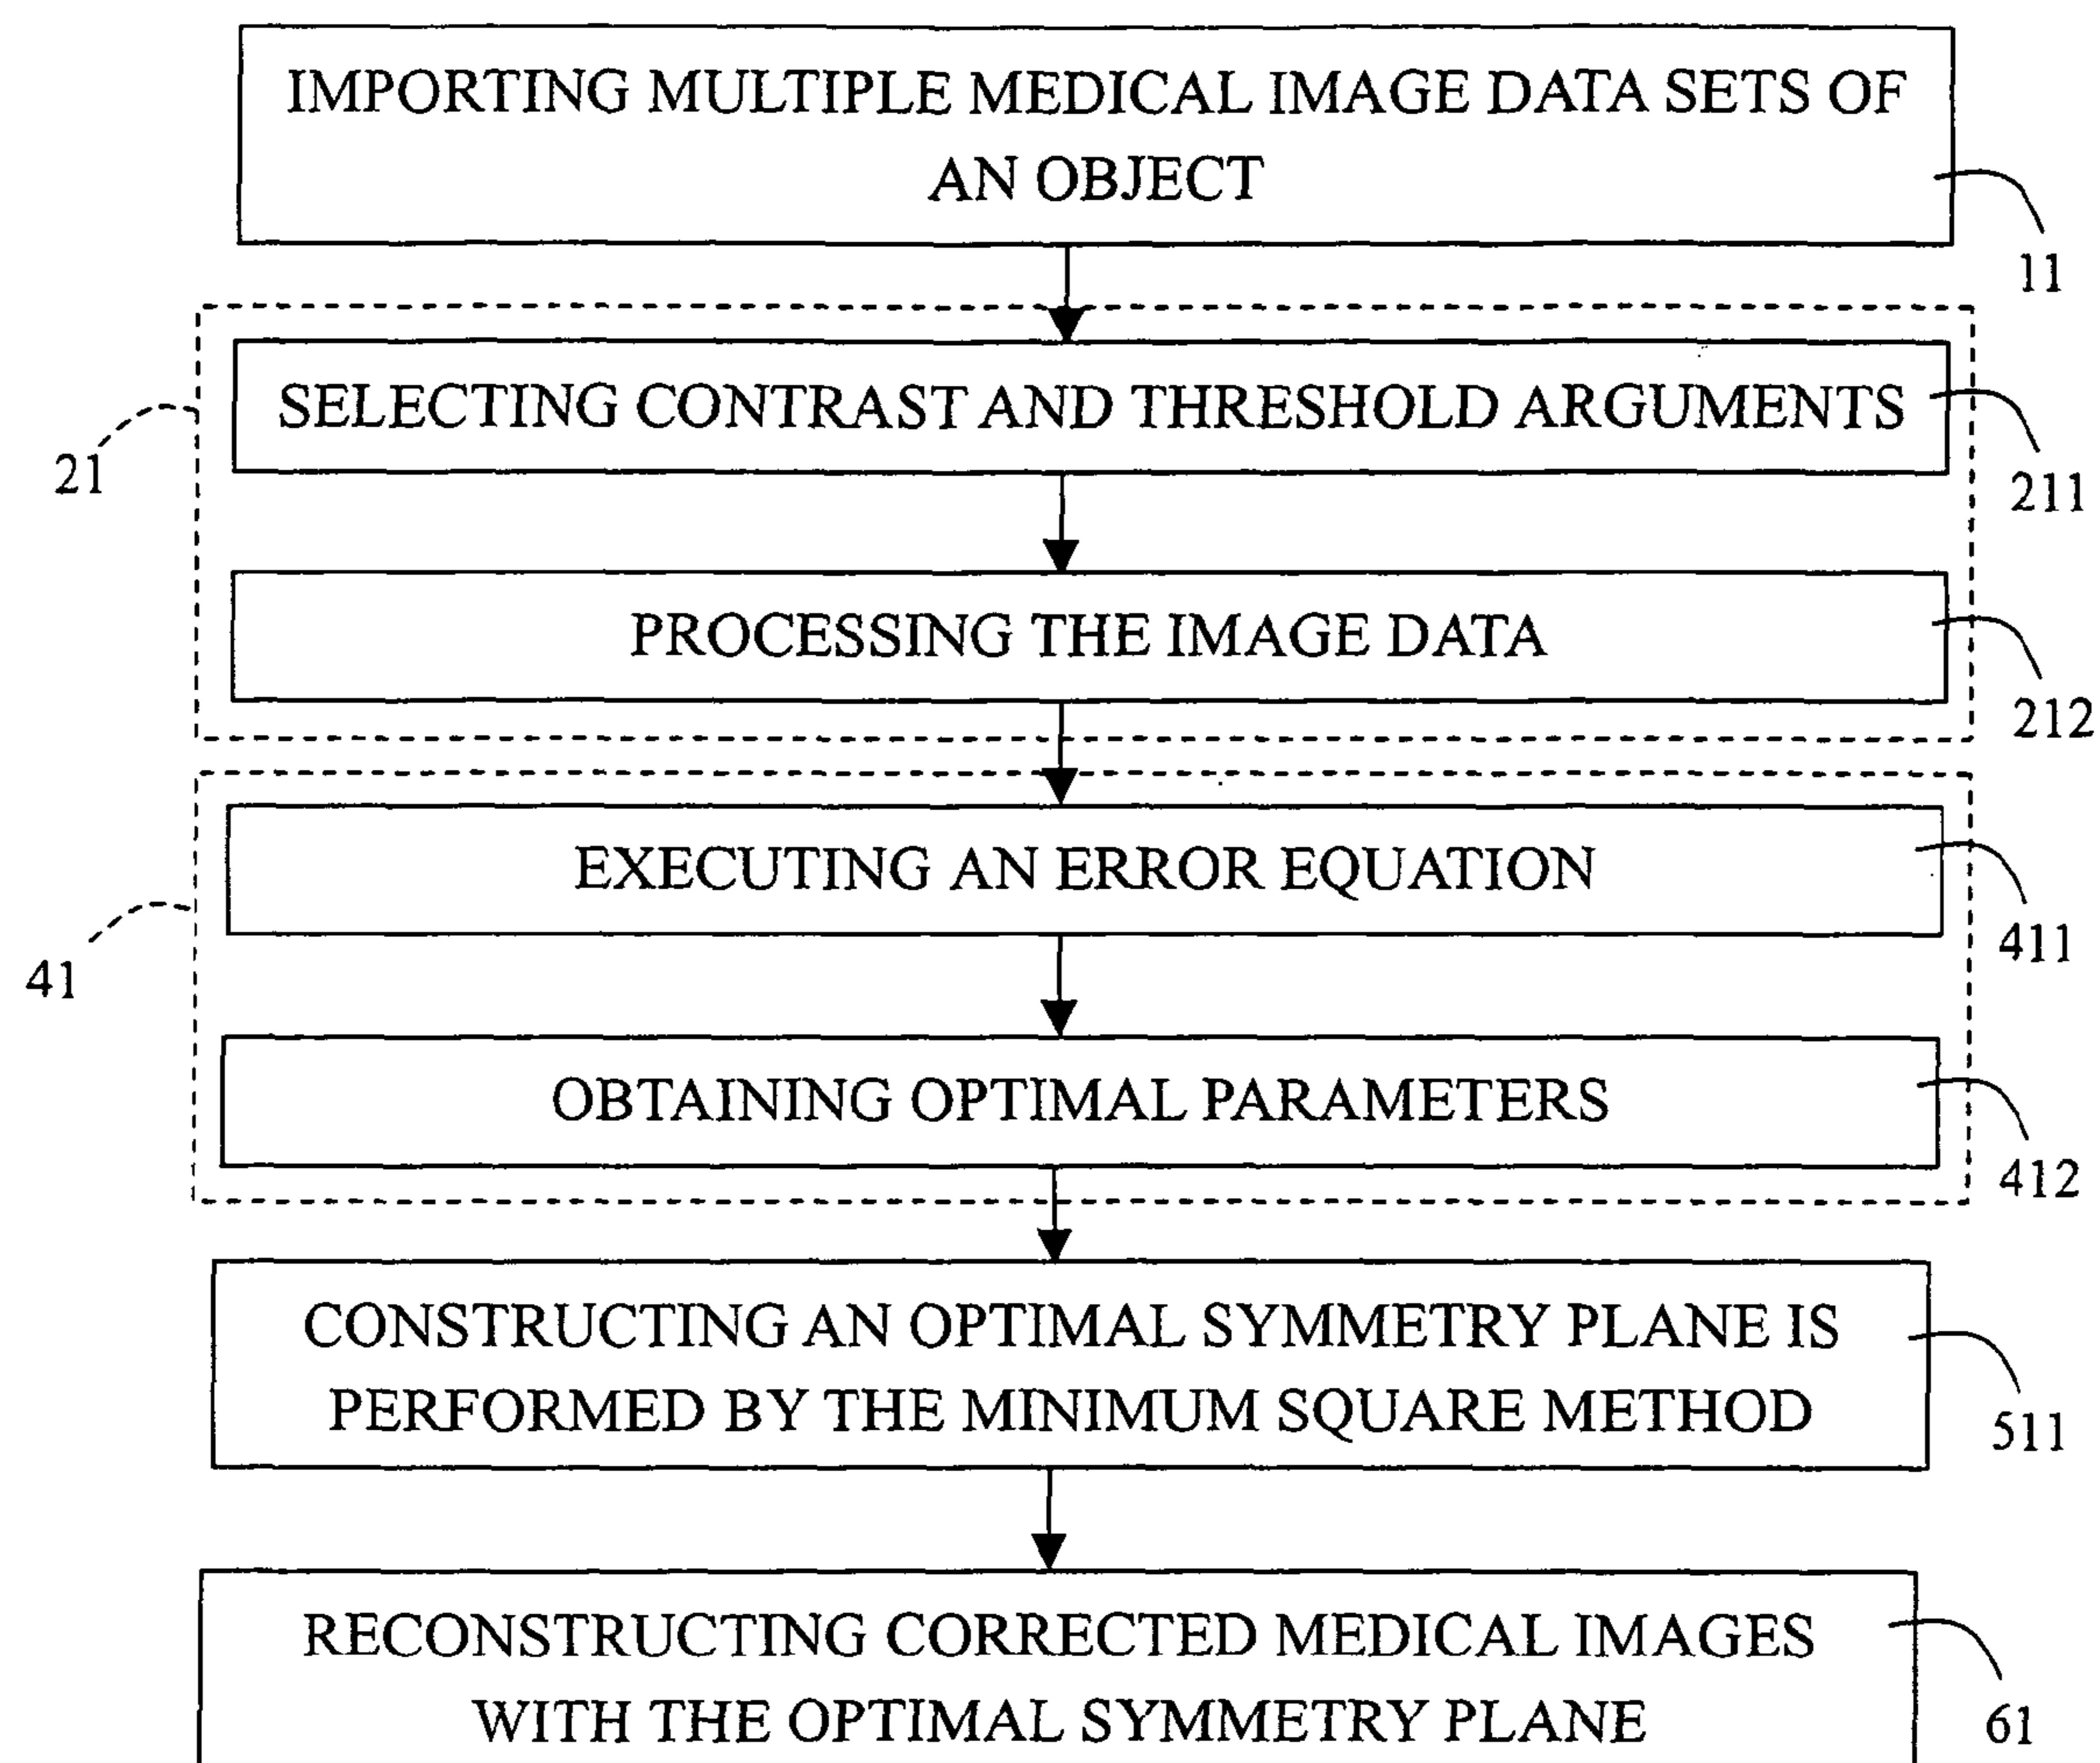 IMPORTING MULTIPLE MEDICAL IMAGE DATA SETS OF
AN OBJECT
11
SELECTING CONTRAST AND THRESHOLD ARGUMENTS
21
211
PROCESSING THE IMAGE DATA
212
EXECUTING AN ERROR EQUATION
411
41
OBTAINING OPTIMAL PARAMETERS
412
CONSTRUCTING AN OPTIMAL SYMMETRY PLANE IS
PERFORMED BY THE MINIMUM SQUARE METHOD
511
RECONSTRUCTING CORRECTED MEDICAL IMAGES
WITH THE OPTIMAL SYMMETRY PLANE
61